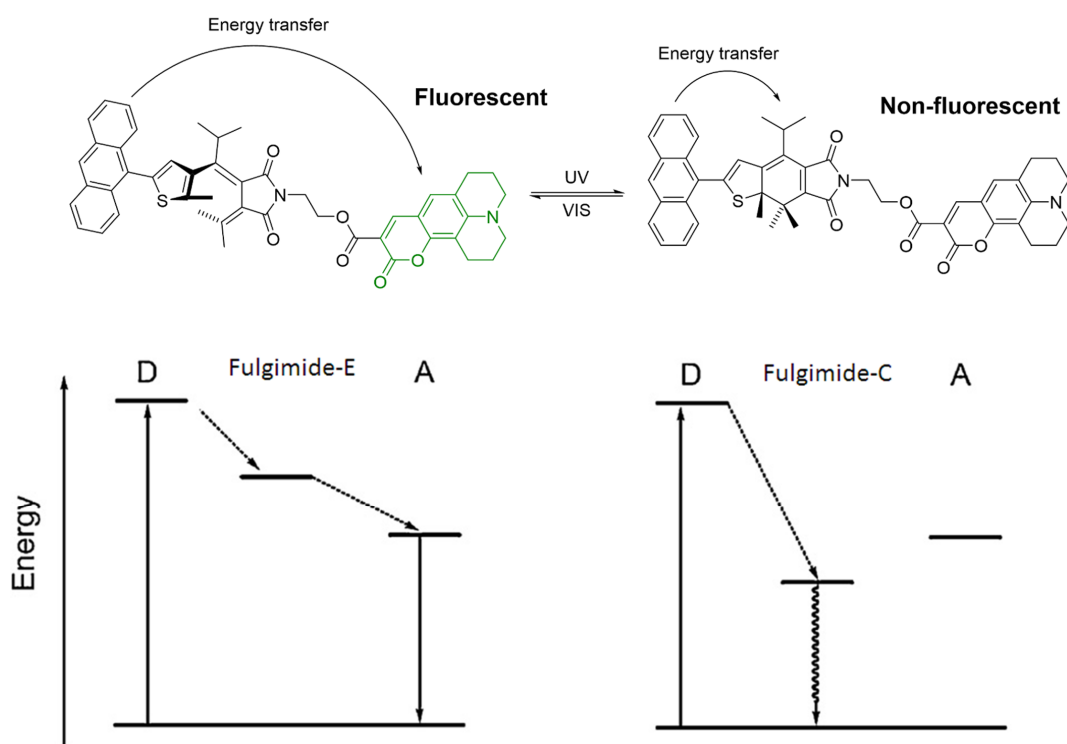 Energy transfer
Fluorescent
Energy transfer
Non-fluorescent
S
O
O
N
O
O
O
O
N
UV
VIS
S
O
O
N
O
O
O
O
N
D
Fulgimide-E
A
D
Fulgimide-C
A
Energy